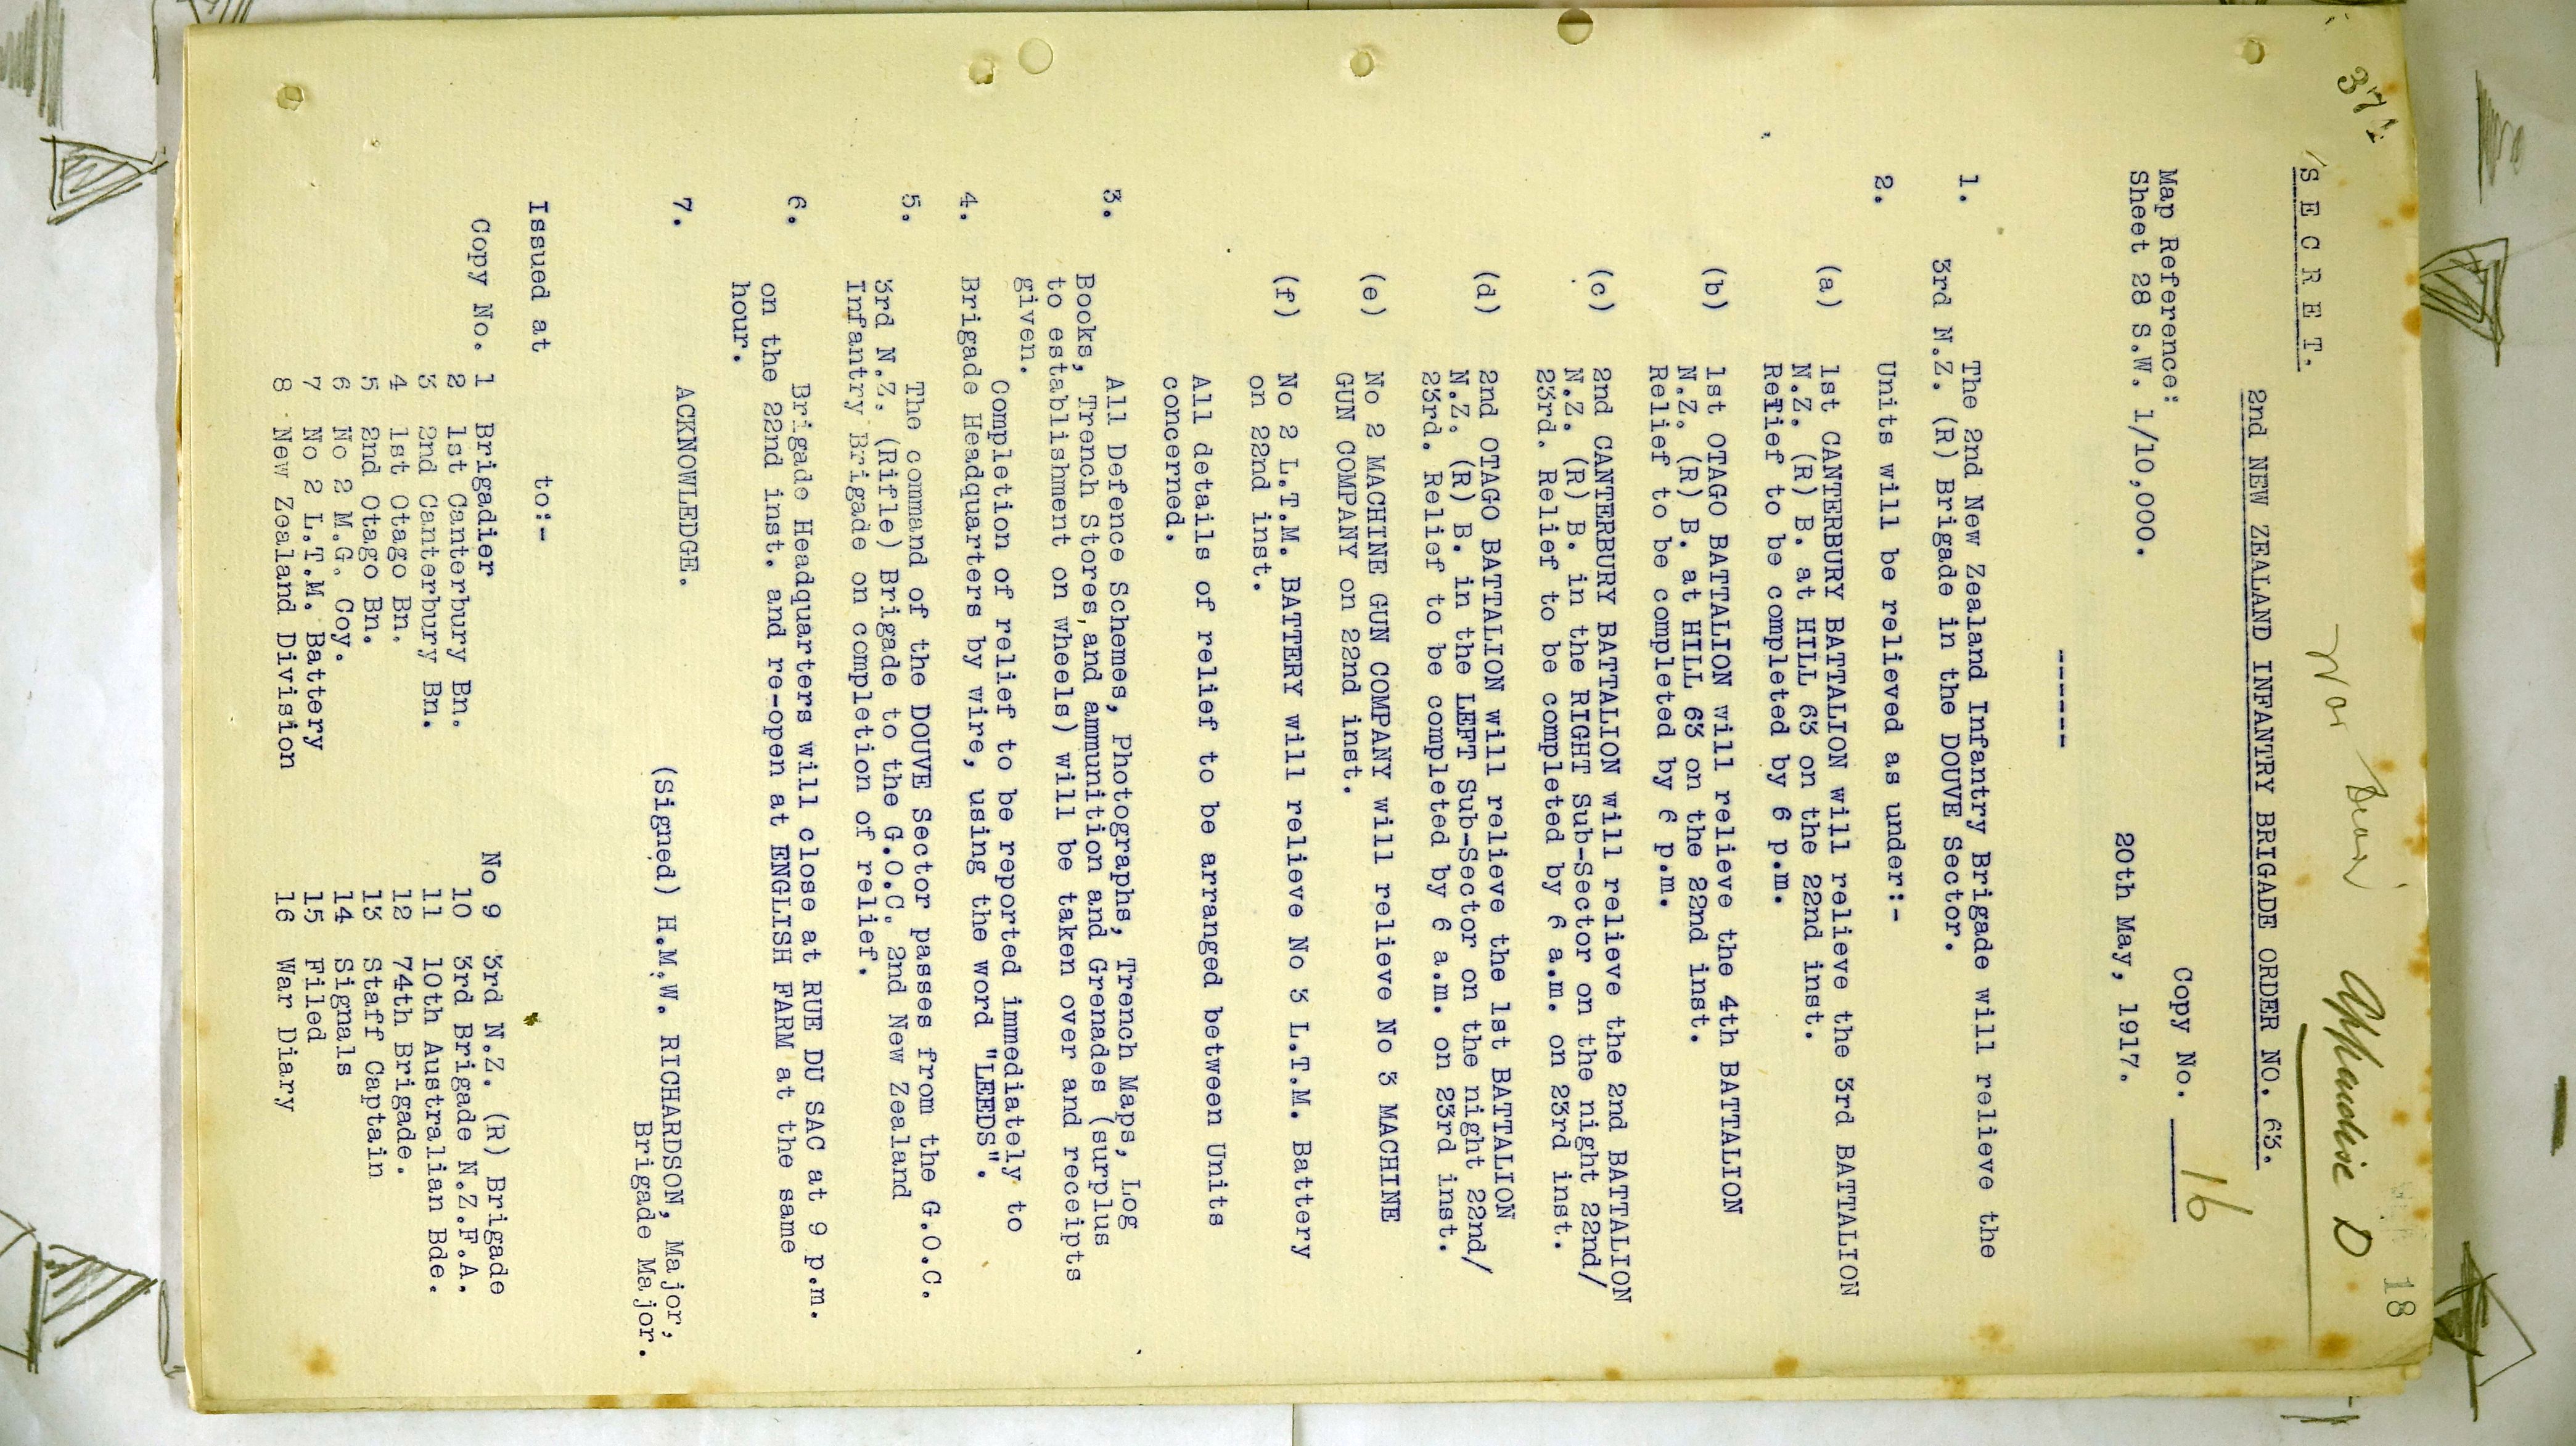 37 1
War Diary Appendise D
18
S E C R E T.
2nd NEW ZEALAND INFANTRY BRIGADE ORDER NO. 63.
Copy No. 16
Map Reference:
Sheet 28 S.W. 1/10,000.
20th May, 1917.
-------
1. The 2nd New Zealand Infantry Brigade will relieve the
3rd N.Z. (R) Brigade in the DOUVE Sector.
2. Units will be relieved as under:-
(a) 1st CANTERBURY BATTALION will relieve the 3rd BATTALION
N.Z. (R) B. at HILL 63 on the 22nd inst.
Relief to be completed by 6 p.m.
(b) 1st OTAGO BATTALION will relieve the 4th BATTALION
N.Z. (R) B. at HILL 63 on the 22nd inst.
Relief to be completed by 6 p.m.
(c) 2nd CANTERBURY BATTALION will relieve the 2nd BATTALION
N.Z. (R) B. in the RIGHT Sub-Sector on the night 22nd/
23rd. Relief to be completed by 6 a.m. on 23rd inst.
(d) 2nd OTAGO BATTALION will relieve the 1st BATTALION
N.Z. (R) B. in the LEFT Sub-Sector on the night 22nd/
23rd. Relief to be completed by 6 a.m. on 23rd inst.
(e) No 2 MACHINE GUN COMPANY will relieve No 3 MACHINE
GUN COMPANY on 22nd inst.
(f) No 2 L.T.M. BATTERY will relieve No 3 L.T.M. Battery
on 22nd inst.
All details of relief to be arranged between Units
concerned.
3. All Defence Schemes, Photographs, Trench Maps, Log
Books, Trench Stores,and ammunition and Grenades (surplus
to establishment on wheels) will be taken over and receipts
given.
4. Completion of relief to be reported immediately to
Brigade Headquarters by wire, using the word "LEEDS".
5. The command of the DOUVE Sector passes from the G.O.C.
3rd N.Z. (Rifle) Brigade to the G.O.C. 2nd New Zealand
Infantry Brigade on completion of relief.
6. Brigade Headquarters will close at RUE DU SAC at 9 p.m.
on the 22nd inst. and re-open at ENGLISH FARM at the same
hour.
7. ACKNOWLEDGE.
(Signed) H.M.W. RICHARDSON, Major,
Brigade Major.
Issued at to:-
Copy No. 1 Brigadier No 9 3rd N.Z. (R) Brigade
2 1st Canterbury Bn. 10 3rd Brigade N.Z.F.A.
3 2nd Canterbury Bn. 11 10th Australian Bde.
4 1st Otago Bn. 12 74th Brigade.
5 2nd Otago Bn. 13 Staff Captain
6 No 2 M.G. Coy. 14 Signals
7 No 2 L.T.M. Battery 15 Filed
8 New Zealand Division 16 War Diary